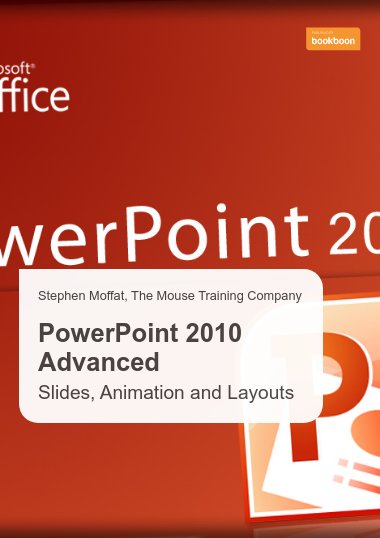 bookboon
osoft®
ffice
werPoint 20
Stephen Moffat, The Mouse Training Company
PowerPoint 2010
Advanced
Slides, Animation and Layouts
P